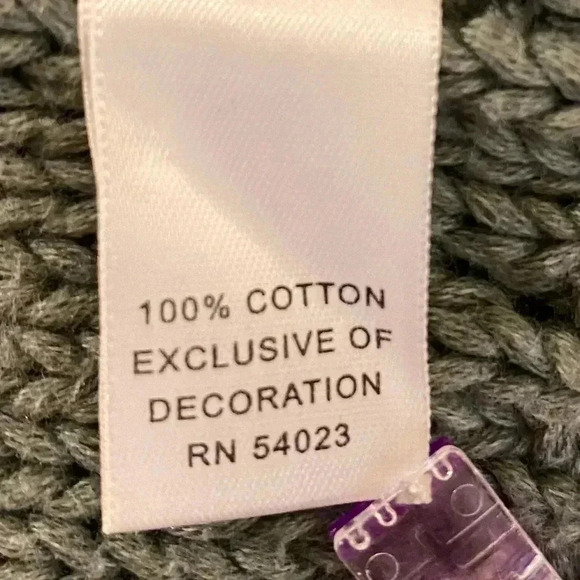 100% COTTON
EXCLUSIVE OF
DECORATION
RN 54023